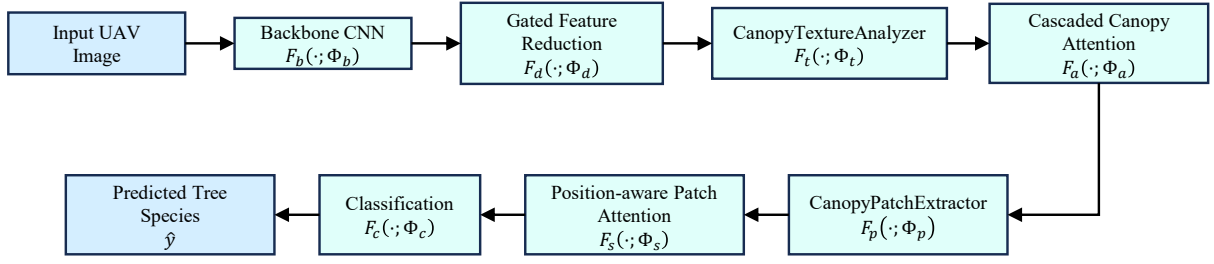 Input UAV
Image
Backbone CNN
F_b(·; Φ_b)
Gated Feature
Reduction
F_d(·; Φ_d)
CanopyTextureAnalyzer
F_t(·; Φ_t)
Cascaded Canopy
Attention
F_a(·; Φ_a)
CanopyPatchExtractor
F_p(·; Φ_p)
Position-aware Patch
Attention
F_s(·; Φ_s)
Classification
F_c(·; Φ_c)
Predicted Tree
Species
ŷ